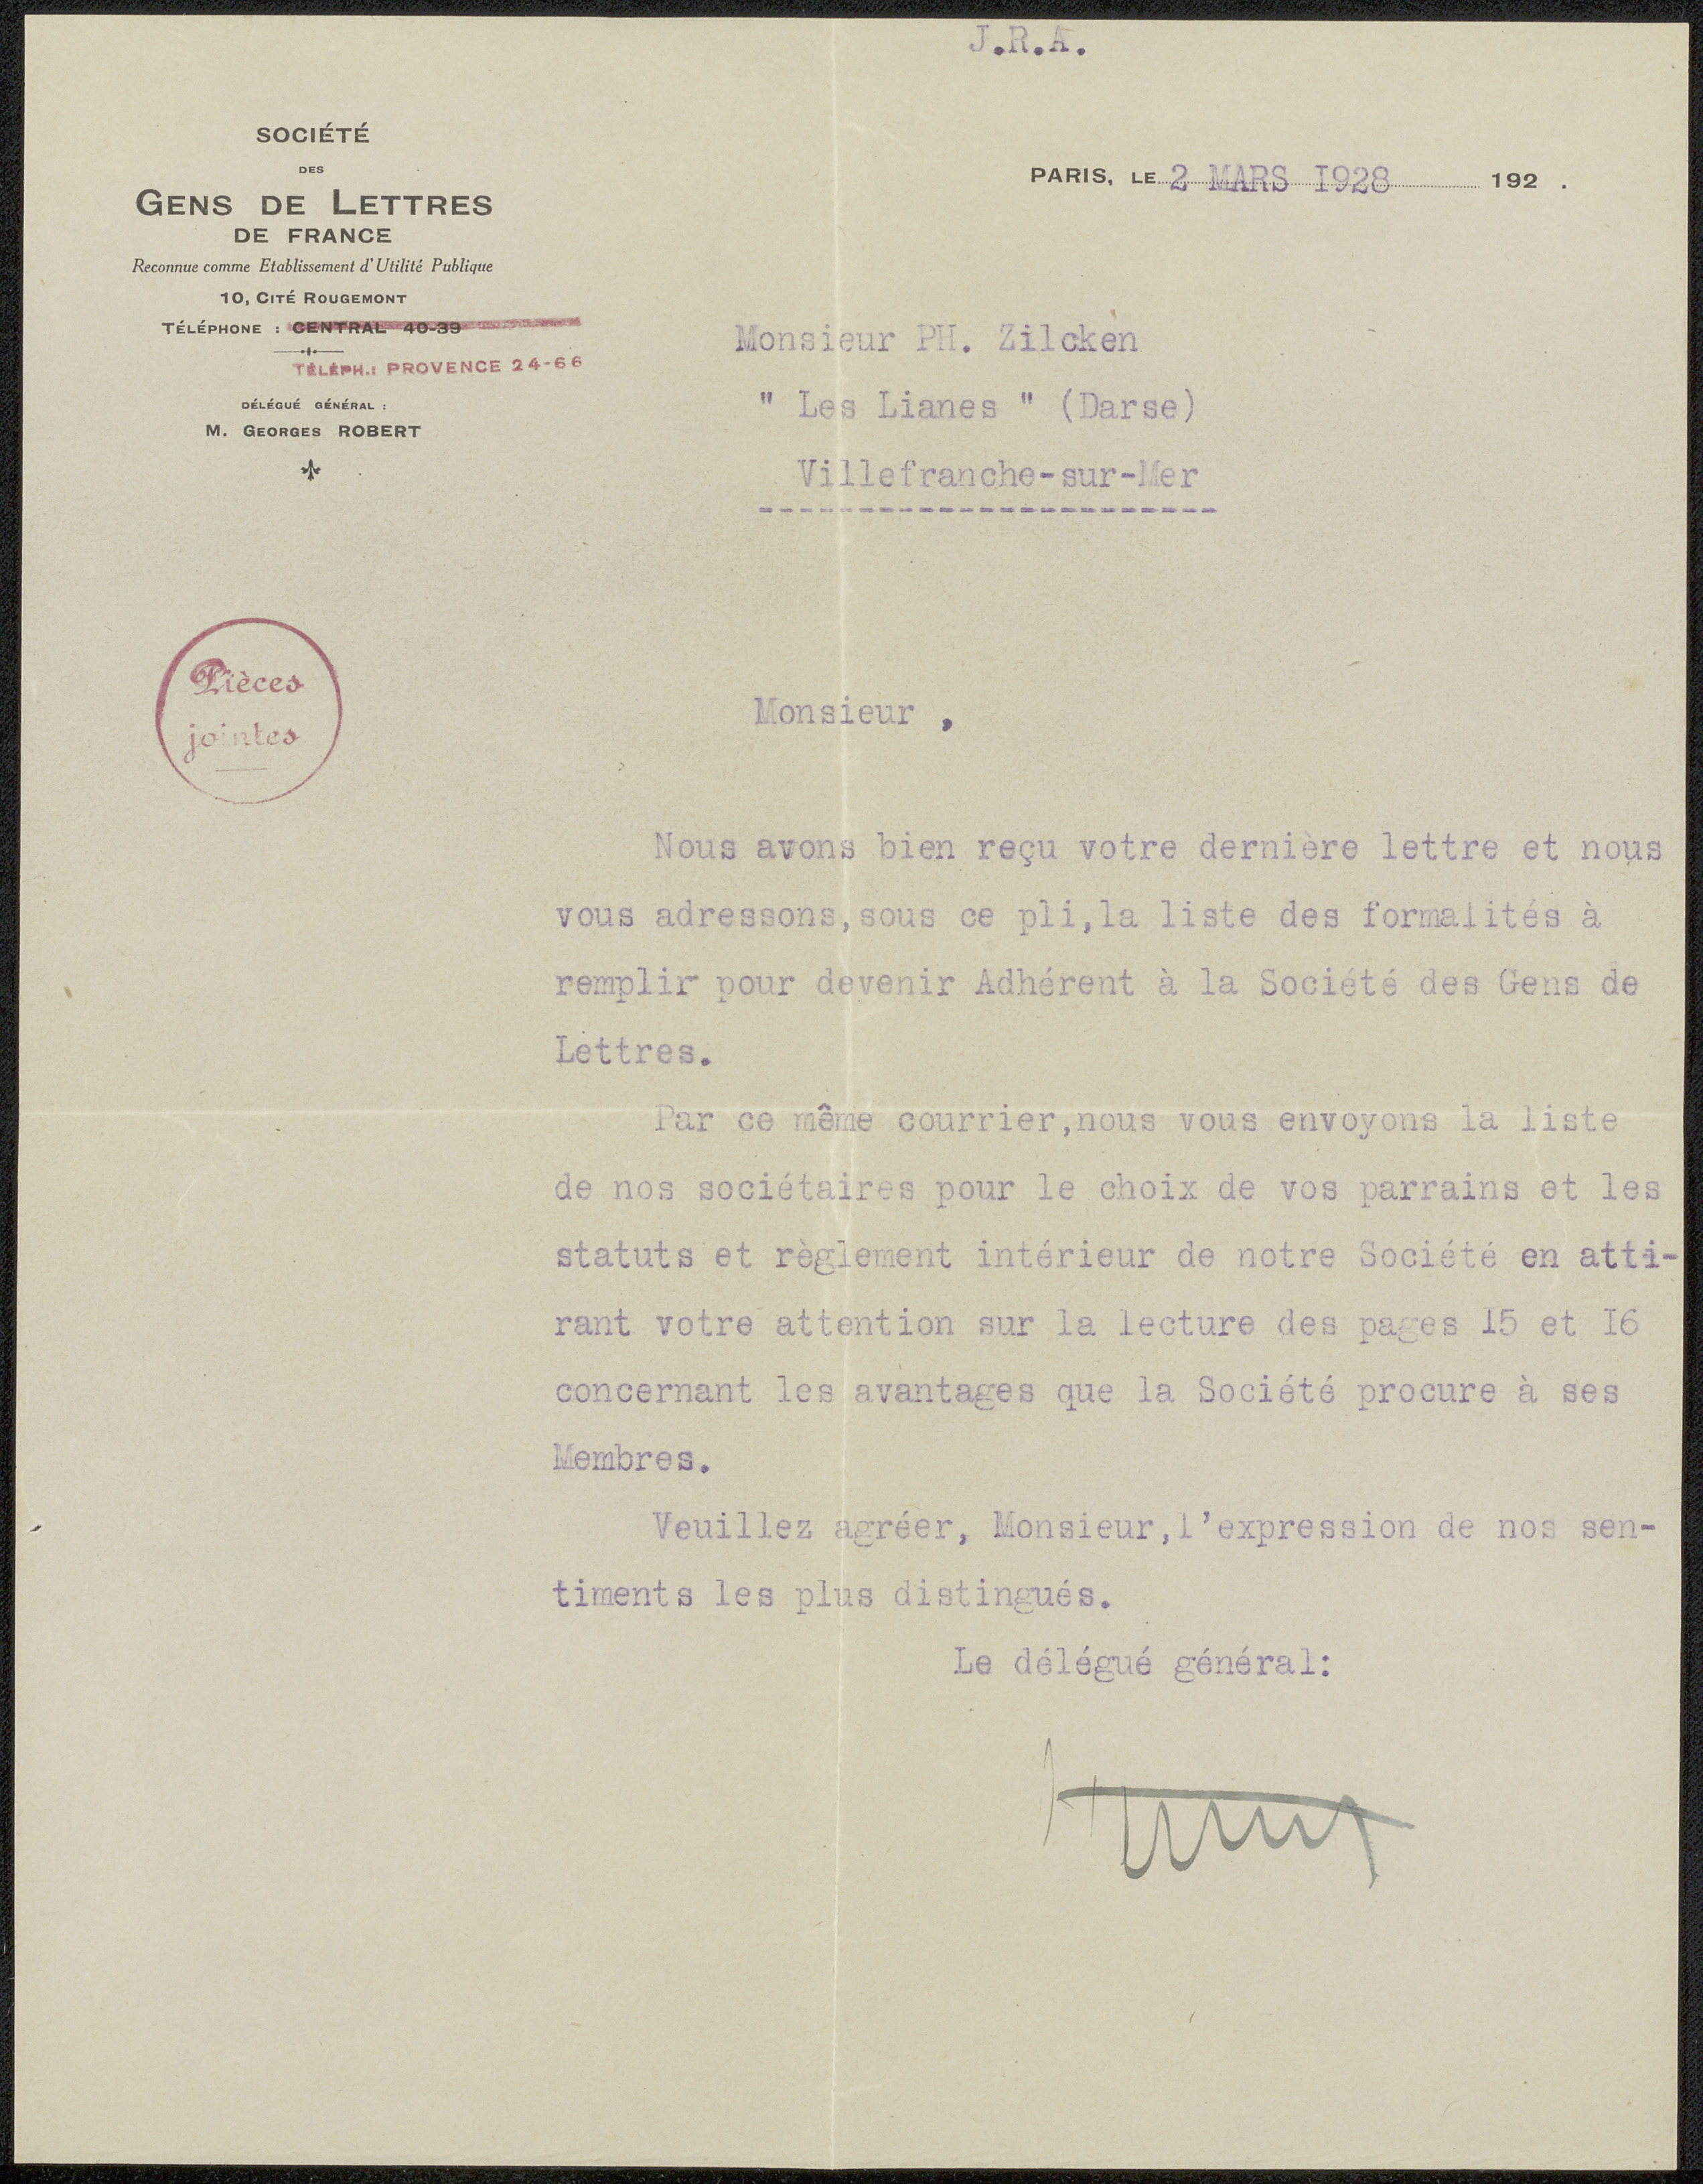 J.R.A.
SOCIÉTÉ
DES
GENS DE LETTRES
DE FRANCE
Reconnue comme Etablissement d'Utilité Publique
10, CITÉ ROUGEMONT
TÉLÉPHONE : CENTRAL 40-39
TÉLÉPH.: PROVENCE 24-66
DÉLÉGUÉ GÉNÉRAL :
M. GEORGES ROBERT
PARIS, LE 2 MARS I928 192 .
Monsieur PH. Zilcken
" Les Lianes " (Darse)
Villefranche-sur-Mer
-----------------------
Pièces
jointes
Monsieur ,
Nous avons bien reçu votre dernière lettre et nous
vous adressons,sous ce pli,la liste des formalités à
remplir pour devenir Adhérent à la Société des Gens de
Lettres.
Par ce même courrier,nous vous envoyons la liste
de nos sociétaires pour le choix de vos parrains et les
statuts et règlement intérieur de notre Société en atti-
rant votre attention sur la lecture des pages 15 et I6
concernant les avantages que la Société procure à ses
Membres.
Veuillez agréer, Monsieur,l'expression de nos sen-
timents les plus distingués.
Le délégué général: